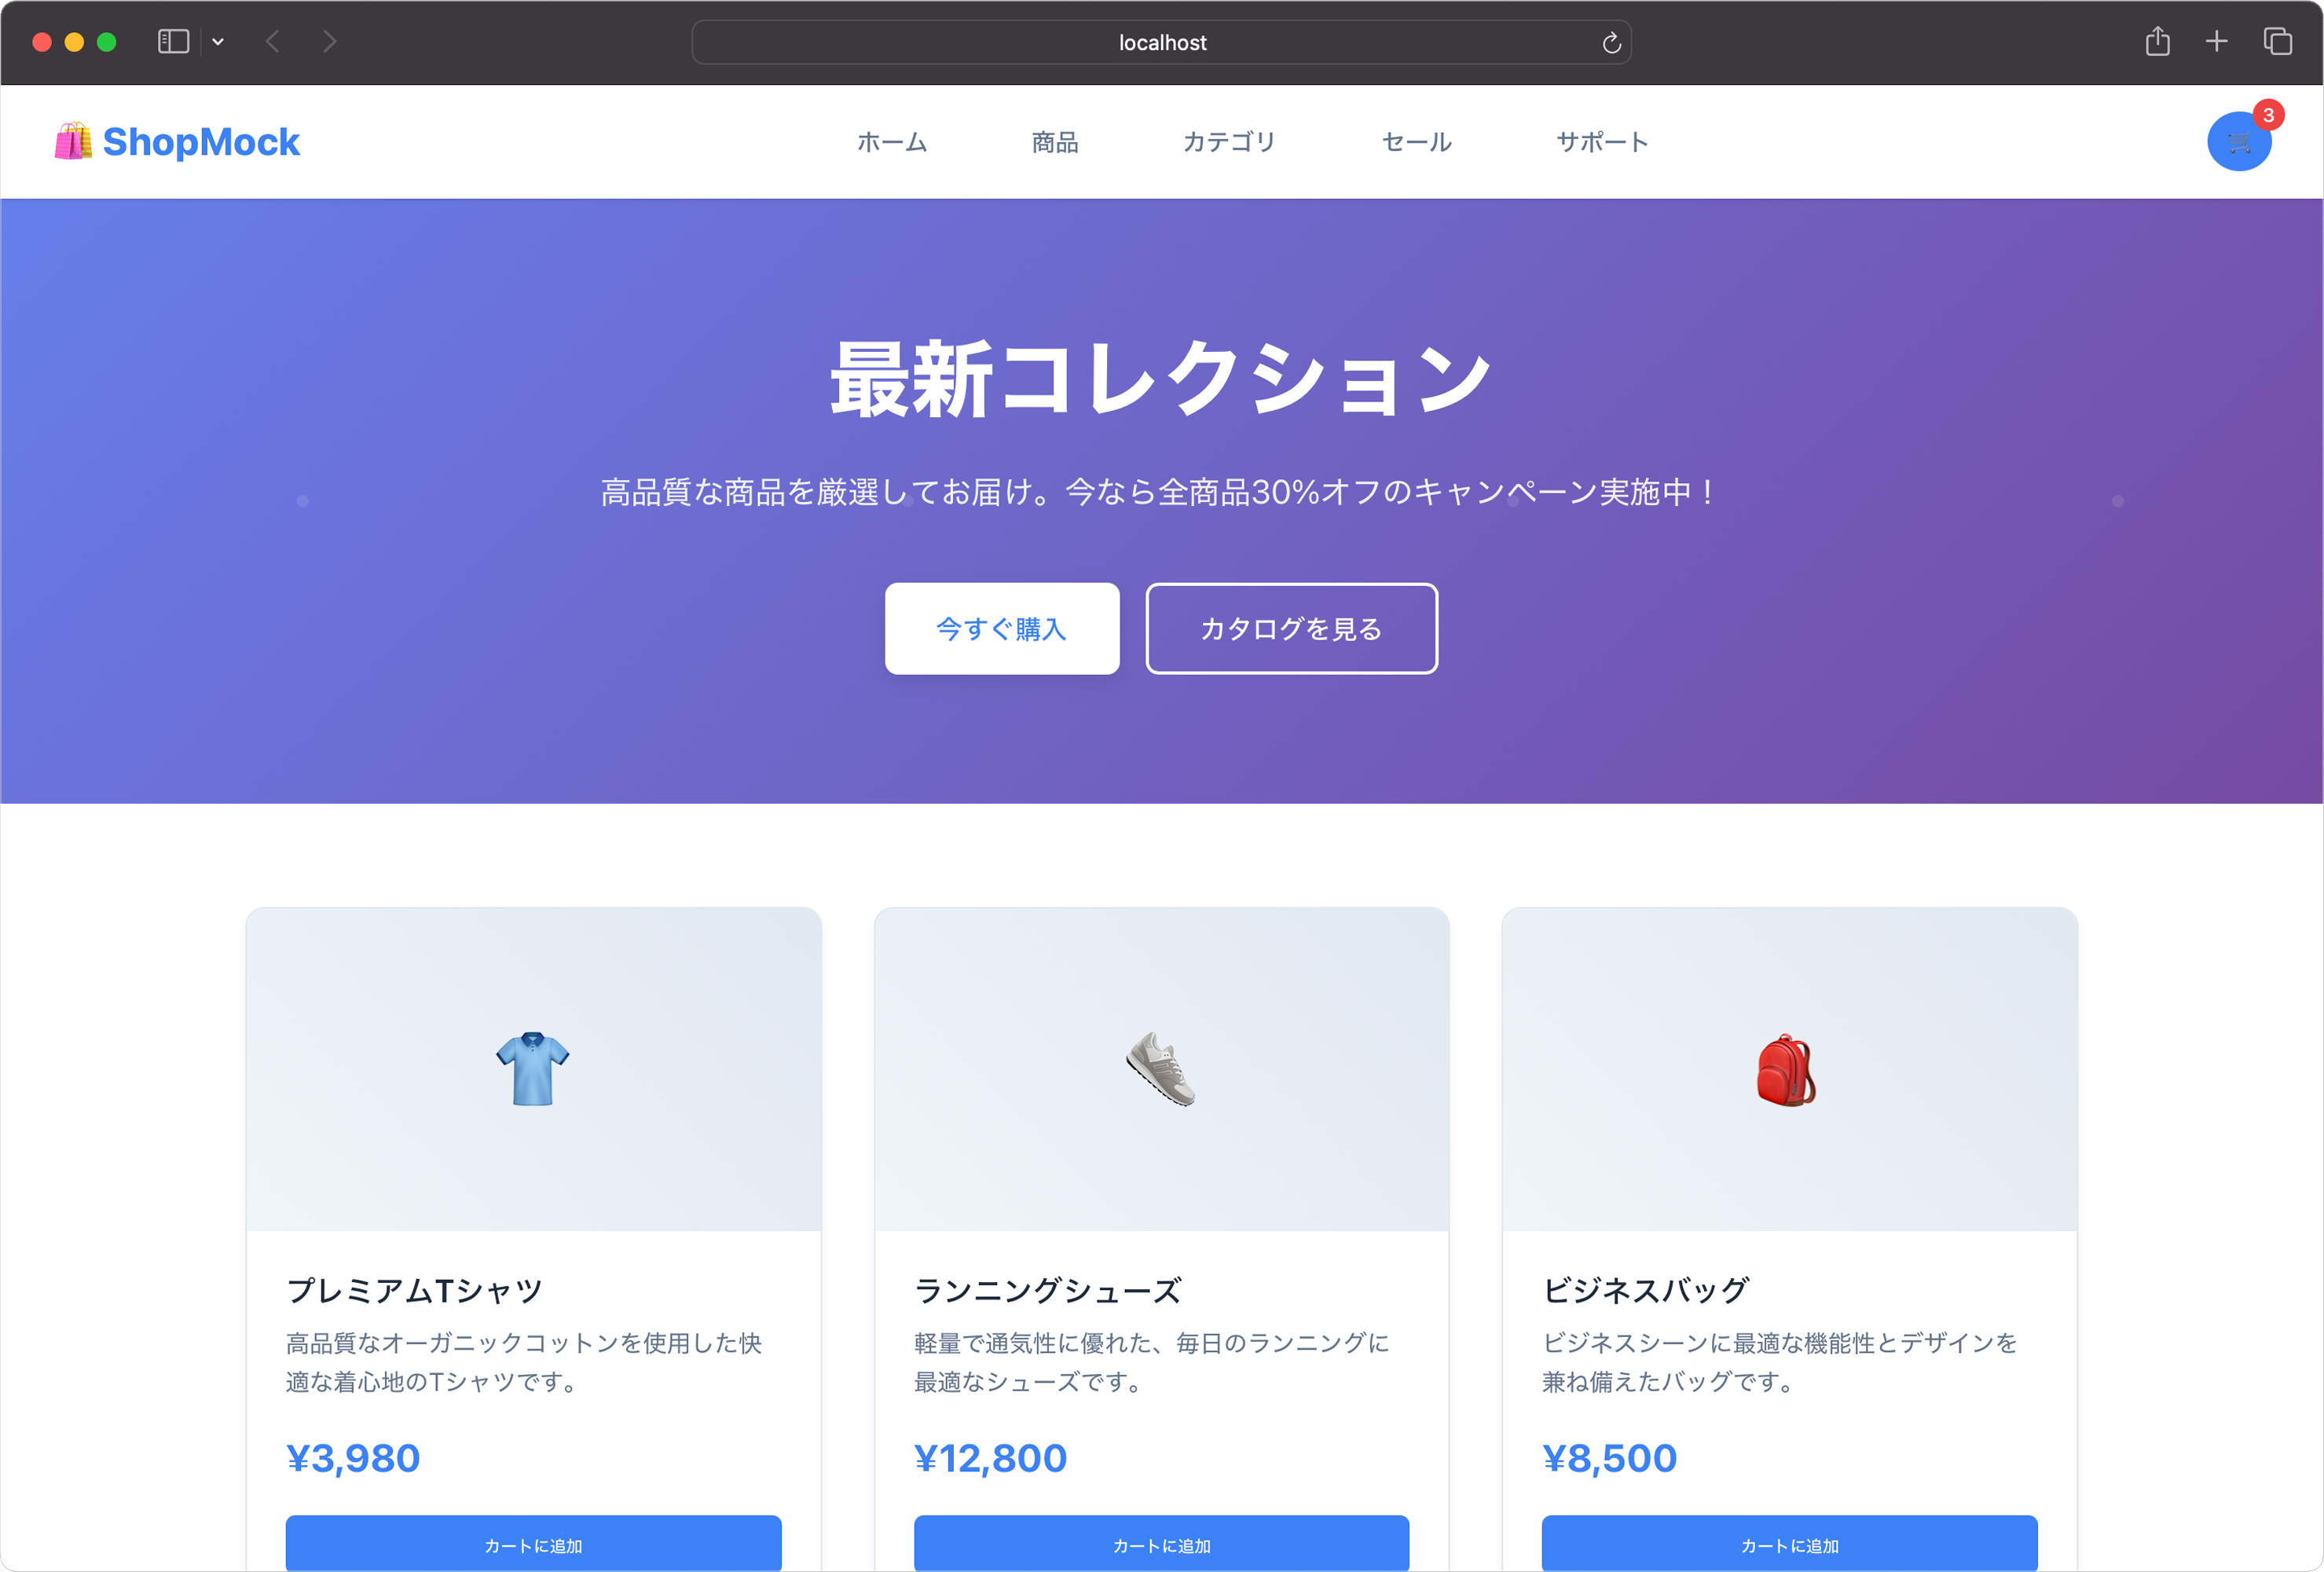 localhost
ShopMock
ホーム 商品 カテゴリ セール サポート
3
最新コレクション
高品質な商品を厳選してお届け。今なら全商品30%オフのキャンペーン実施中！
今すぐ購入 カタログを見る
プレミアムTシャツ
高品質なオーガニックコットンを使用した快
適な着心地のTシャツです。
¥3,980
カートに追加
ランニングシューズ
軽量で通気性に優れた、毎日のランニングに
最適なシューズです。
¥12,800
カートに追加
ビジネスバッグ
ビジネスシーンに最適な機能性とデザインを
兼ね備えたバッグです。
¥8,500
カートに追加